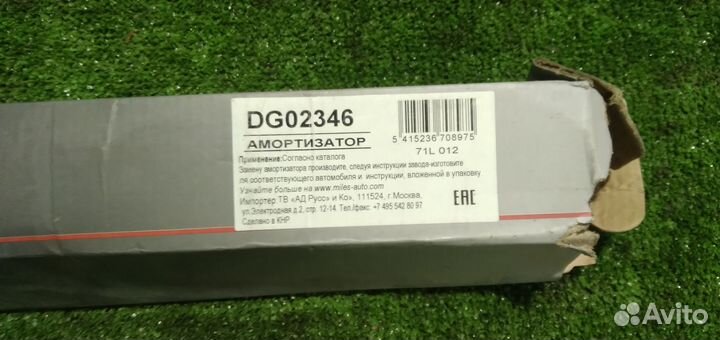 DG02346
АМОРТИЗАТОР
5 415236 708975
71L 012
Применение:Согласно каталога
Замену амортизатора производите, следуя инструкции завода-изготовите
ля соответствующего автомобиля и инструкции, вложенной в упаковку
Узнайте больше на www.miles-auto.com
Импортер ТВ «АД Руссо» и Ко», 111524, г Москва,
ул.Электродная д.2, стр. 12-14. Тел./факс: +7 495 542 80 97
Сделано в КНР
EAC
Avito